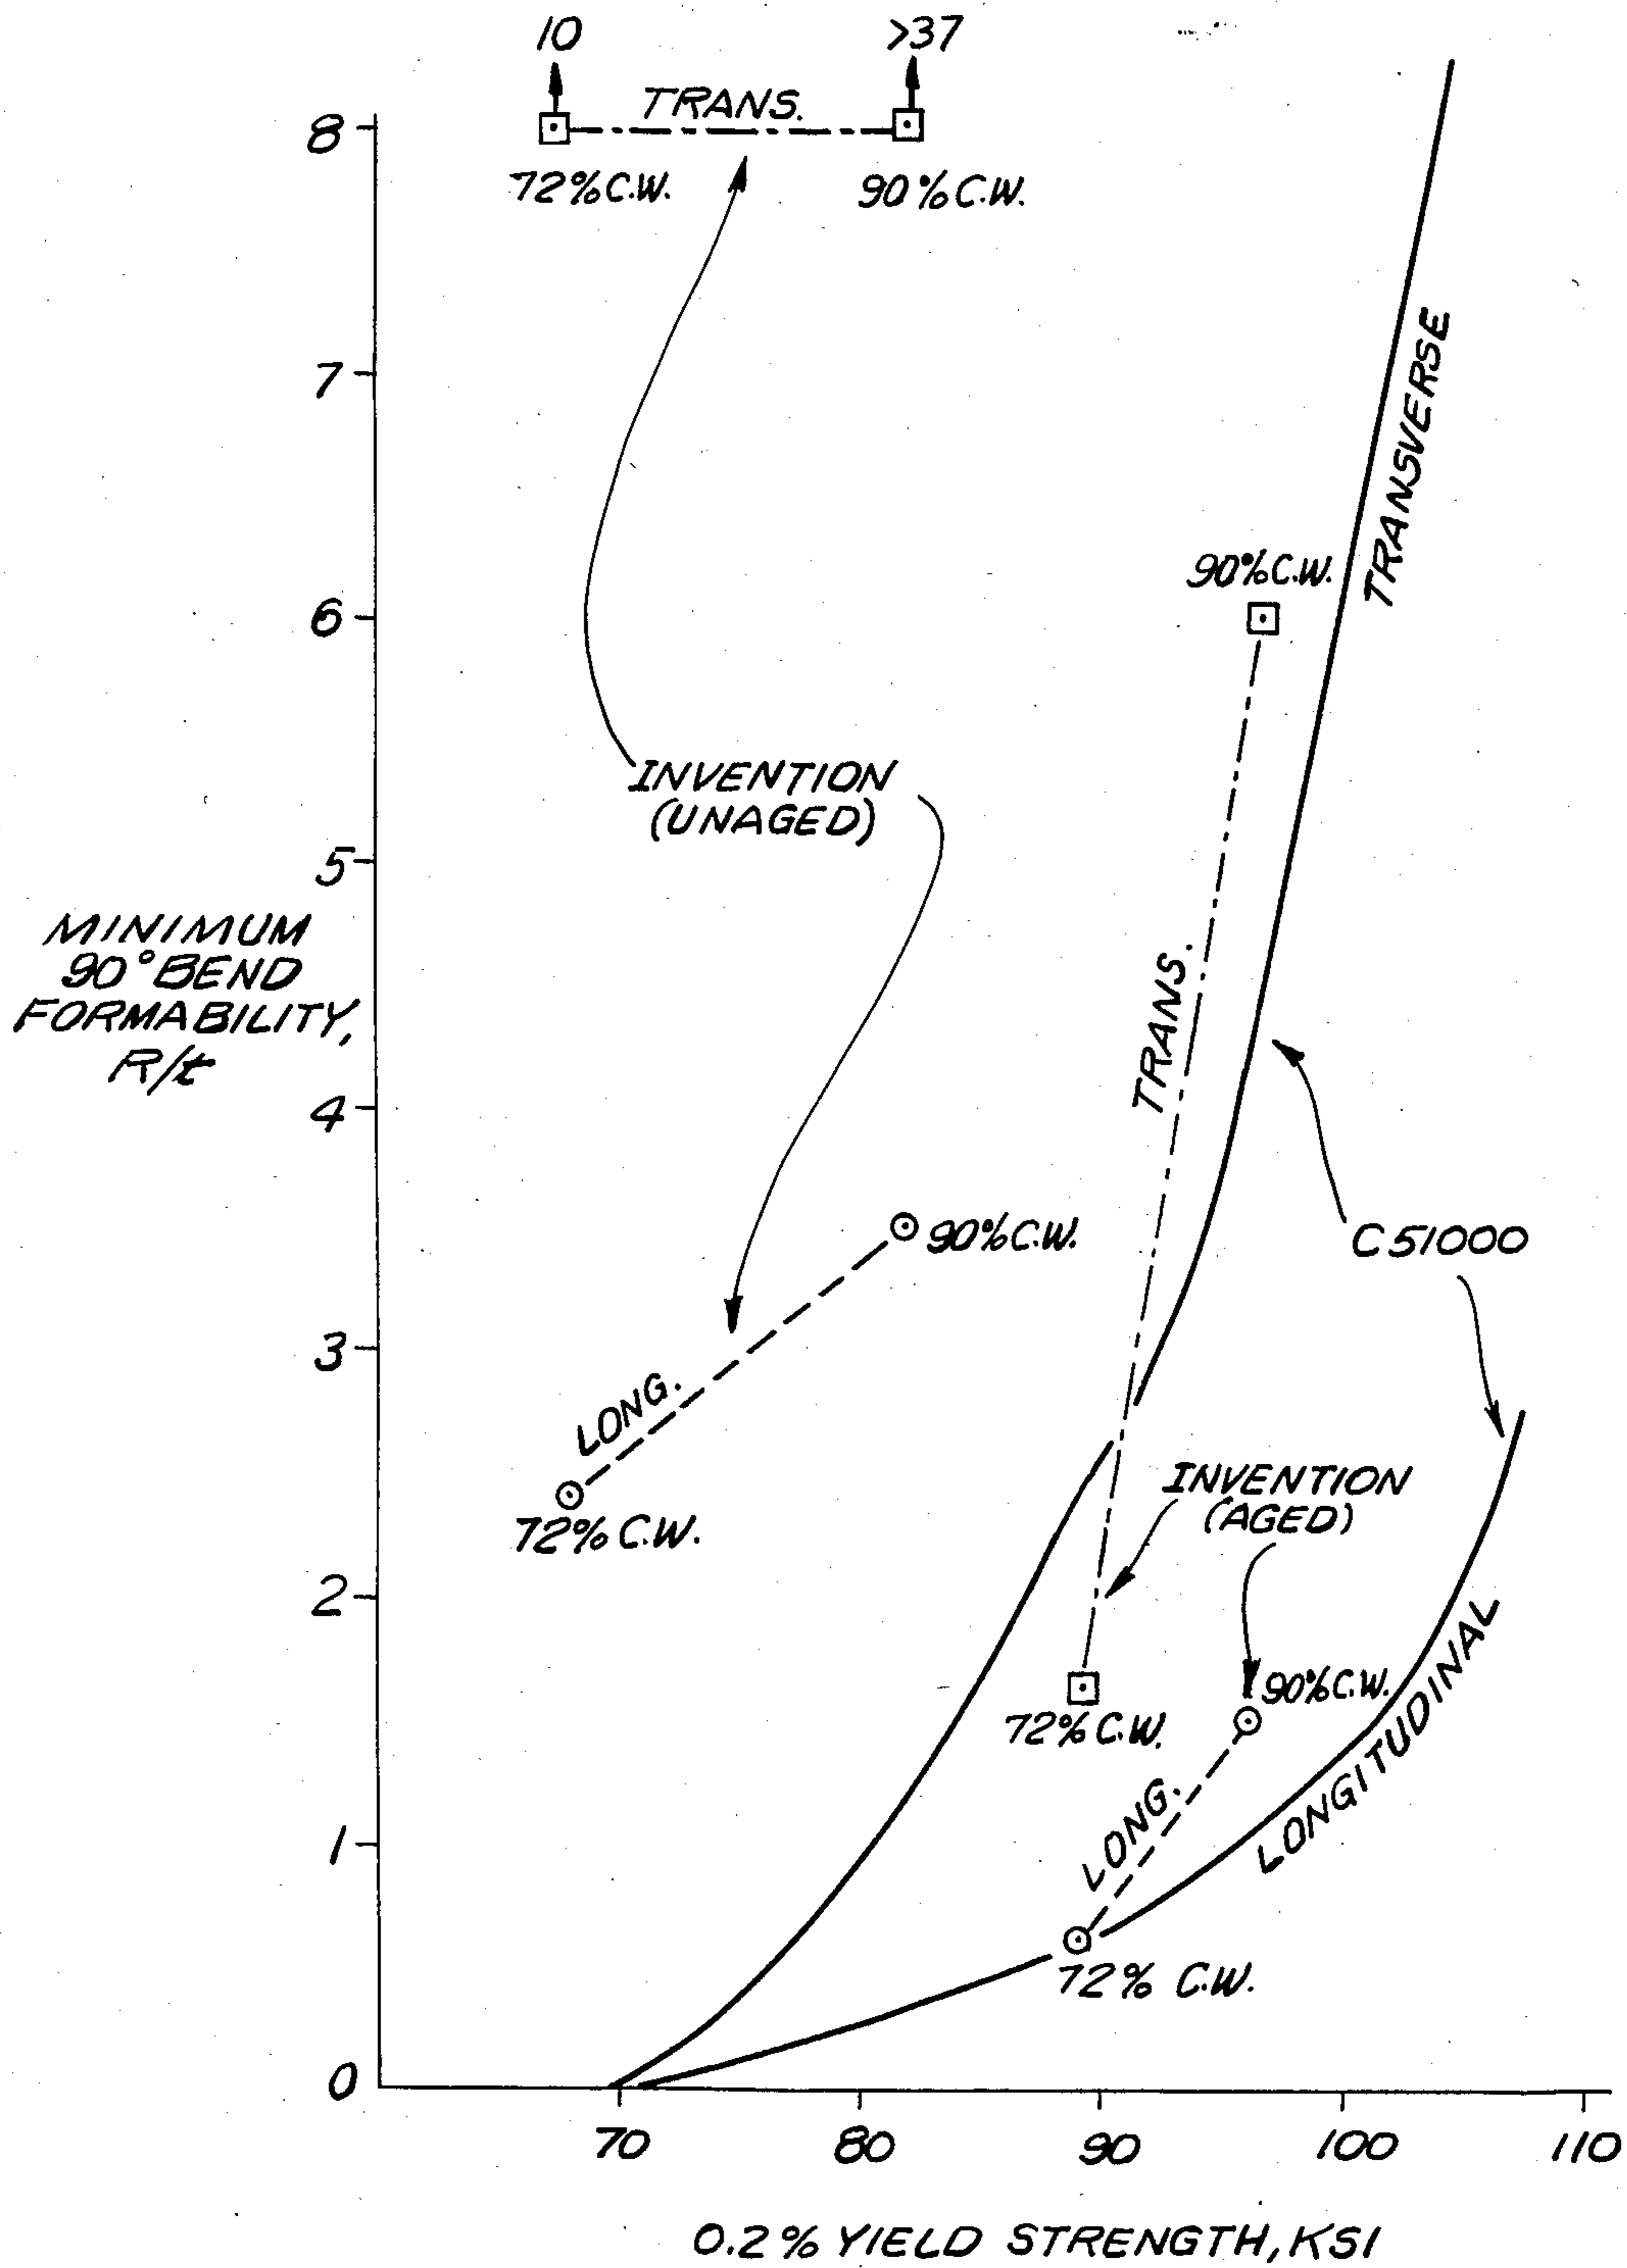 10
>37
TRANS.
8
72%C.W.
90%C.W.
7
TRANSVERSE
90%C.W.
6
INVENTION
(UNAGED)
5
MINIMUM
90° BEND
FORMABILITY,
R/t
TRANS.
4
90%C.W.
C51000
3
LONG.
72% C.W.
INVENTION
(AGED)
2
90%C.W.
72% C.W.
LONG.
LONGITUDINAL
1
72% C.W.
0
70
80
90
100
110
0.2% YIELD STRENGTH, KSI